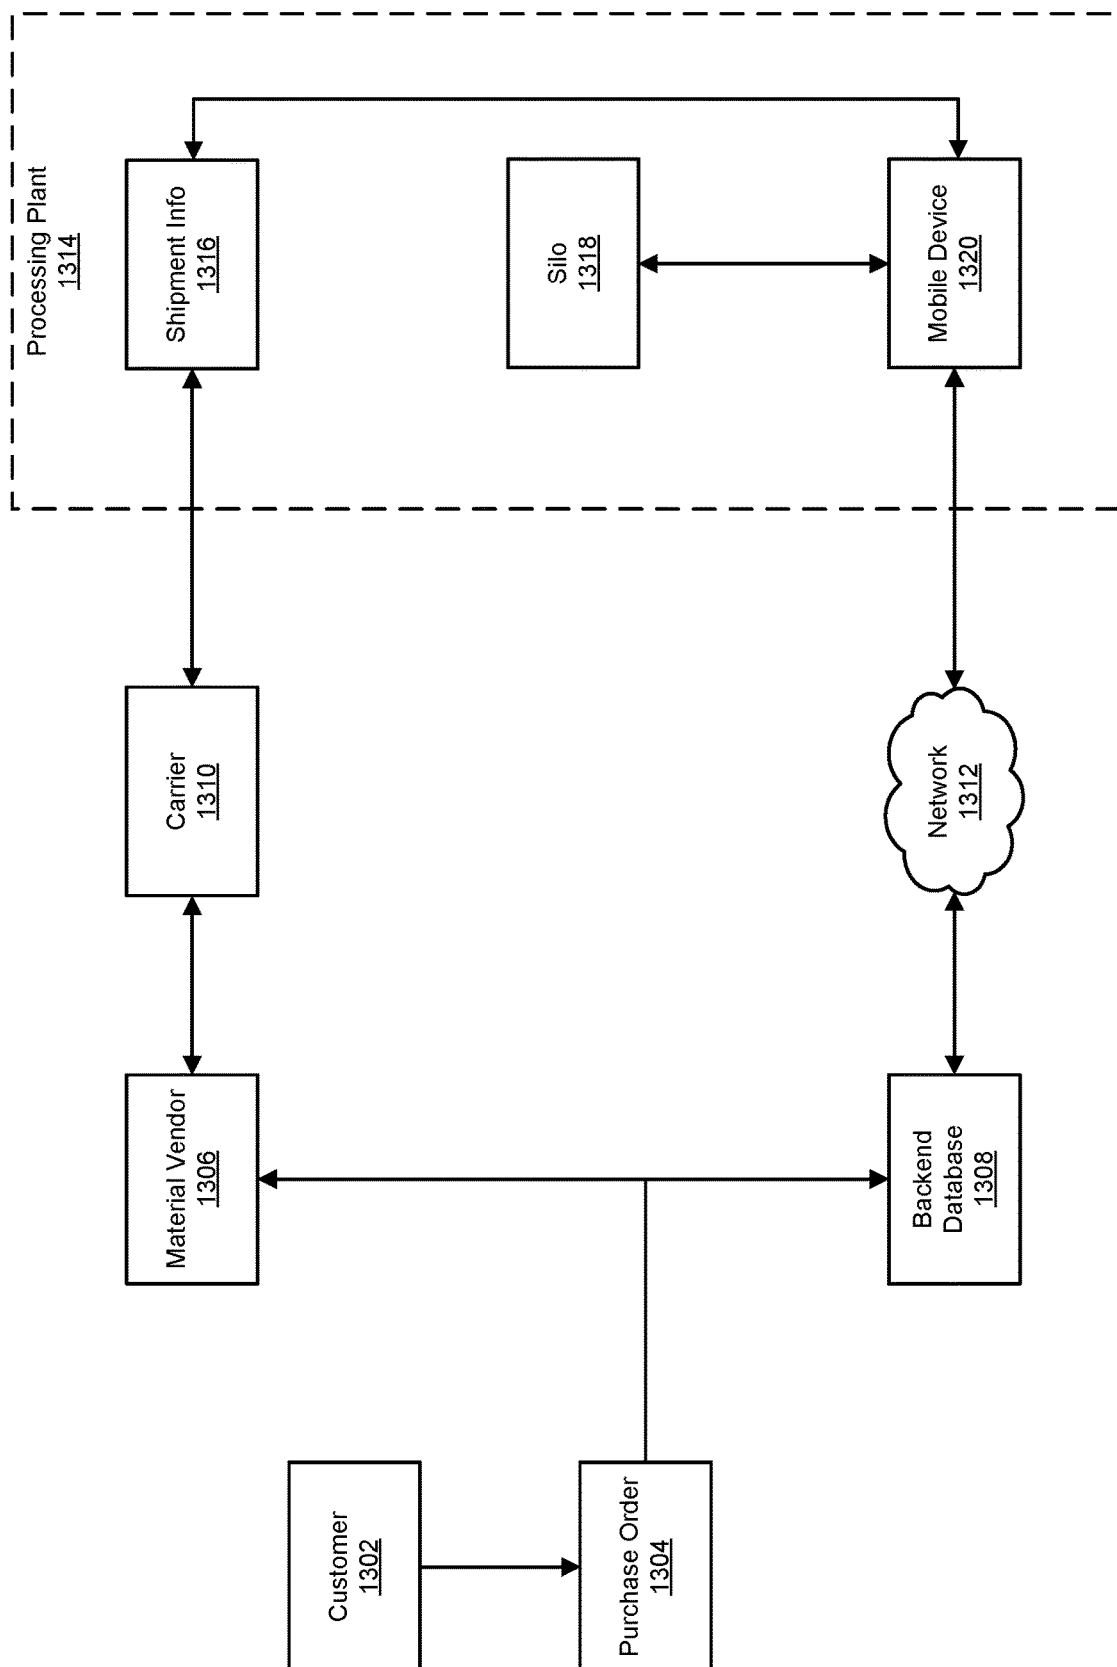 Customer
1302
Purchase Order
1304
Material Vendor
1306
Backend
Database
1308
Carrier
1310
Network
1312
Processing Plant
1314
Shipment Info
1316
Silo
1318
Mobile Device
1320